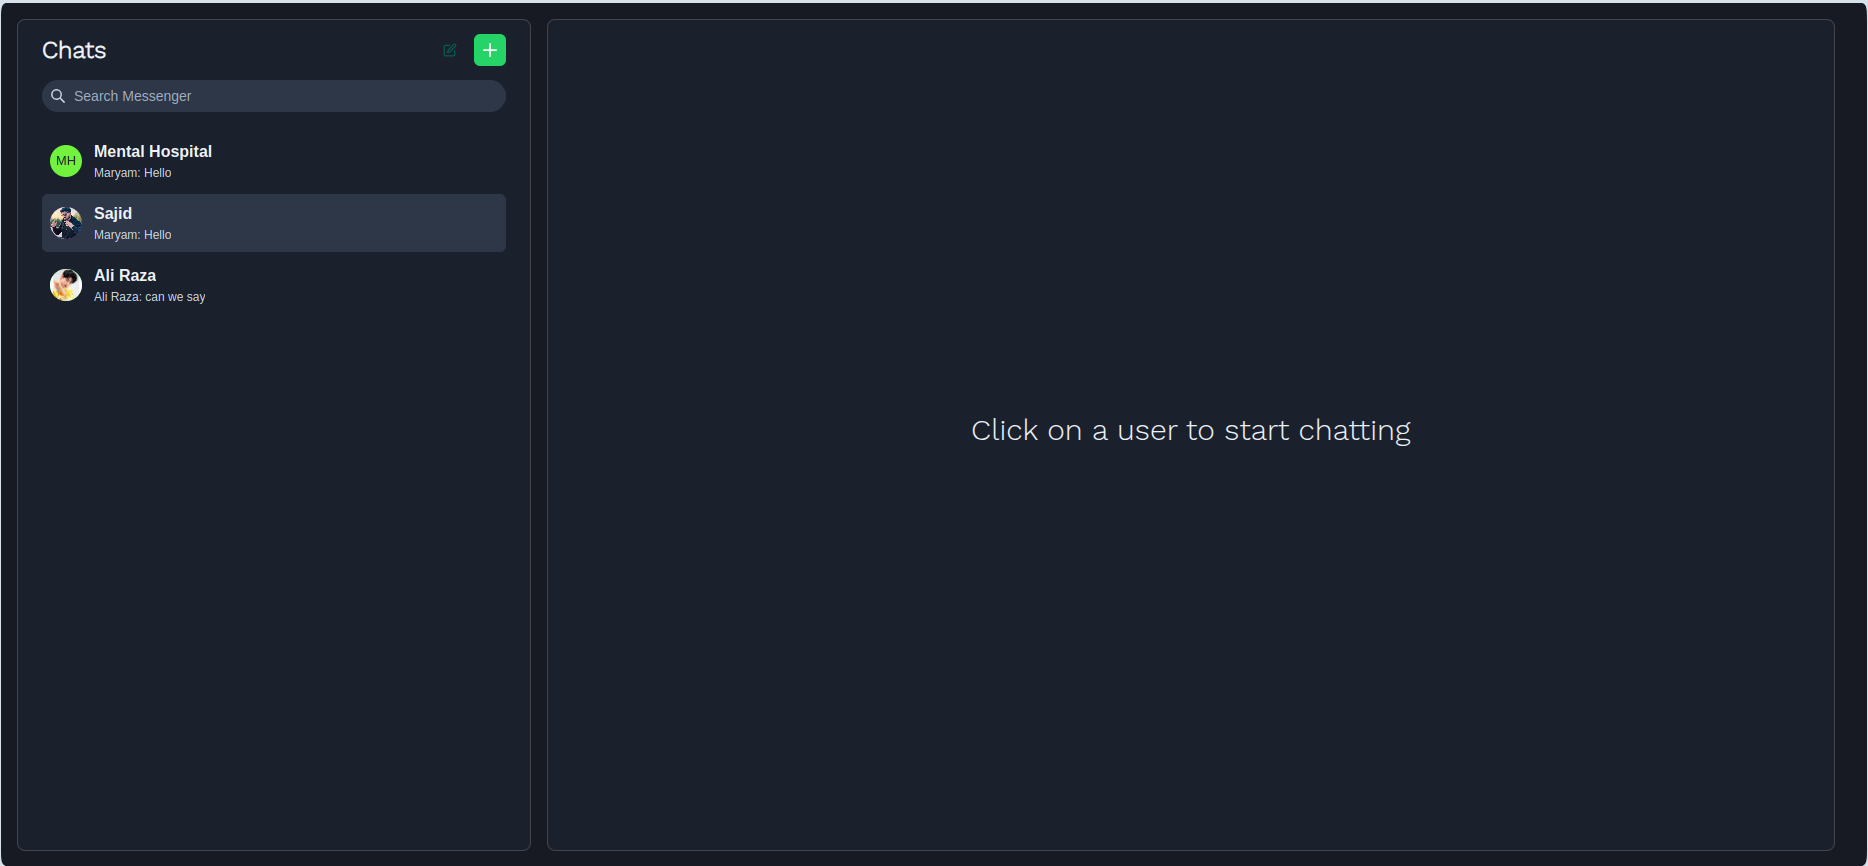 Chats
Search Messenger
MH
Mental Hospital
Maryam: Hello
Sajid
Maryam: Hello
Ali Raza
Ali Raza: can we say
Click on a user to start chatting